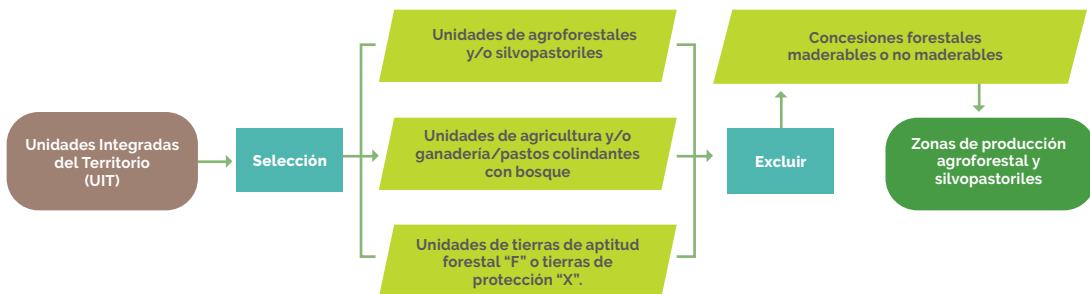 Unidades Integradas
del Territorio
(UIT)
Selección
Unidades de agroforestales
y/o silvopastoriles
Unidades de agricultura y/o
ganadería/pastos colindantes
con bosque
Unidades de tierras de aptitud
forestal “F” o tierras de
protección “X”.
Excluir
Concesiones forestales
maderables o no maderables
Zonas de producción
agroforestal y
silvopastoriles